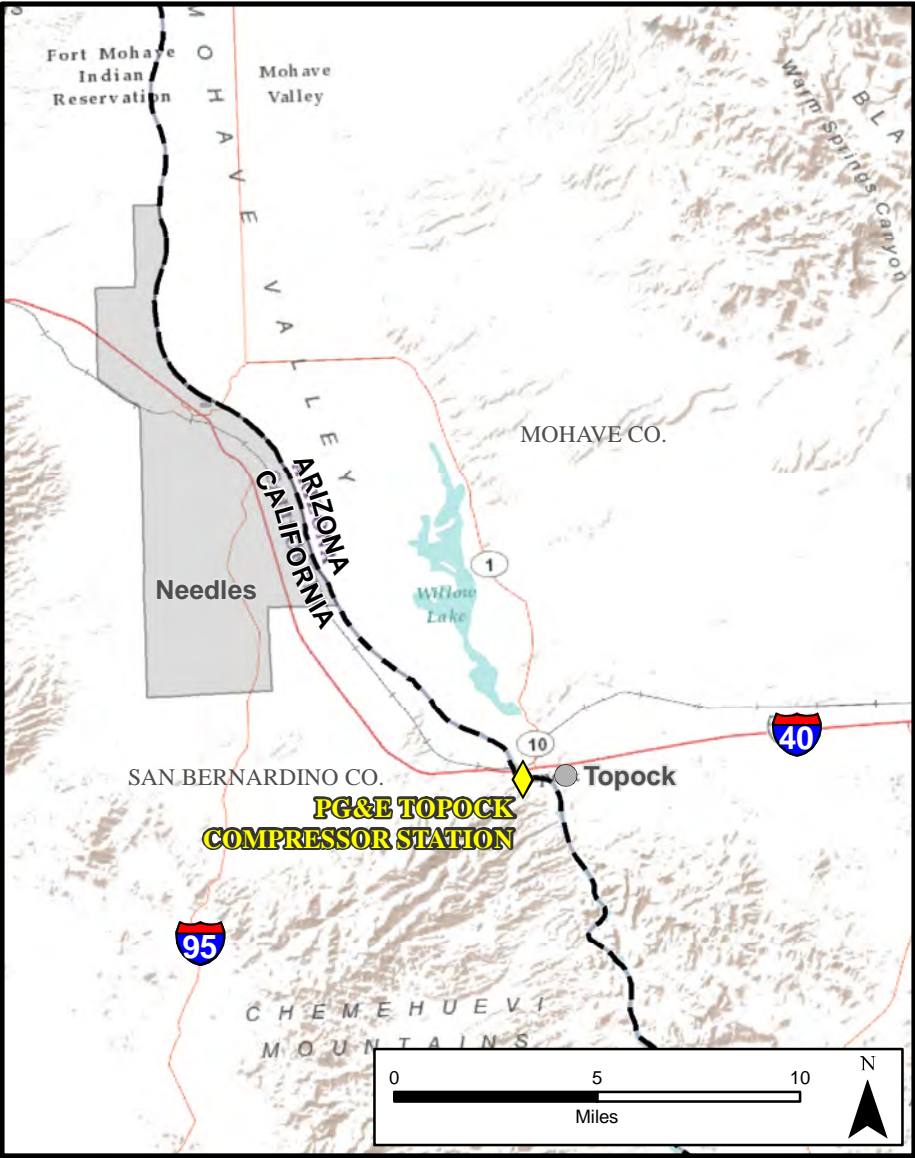 Fort Mohave
Indian
Reservation
Mohave
Valley
MOHAVE VALLEY
BLA
Warm Springs Canyon
MOHAVE CO.
ARIZONA
CALIFORNIA
Needles
1
Willow
Lake
10
40
SAN BERNARDINO CO.
Topock
PG&E TOPOCK
COMPRESSOR STATION
95
CHEMEHUEVI
MOUNTAINS
0 5 10
Miles
N